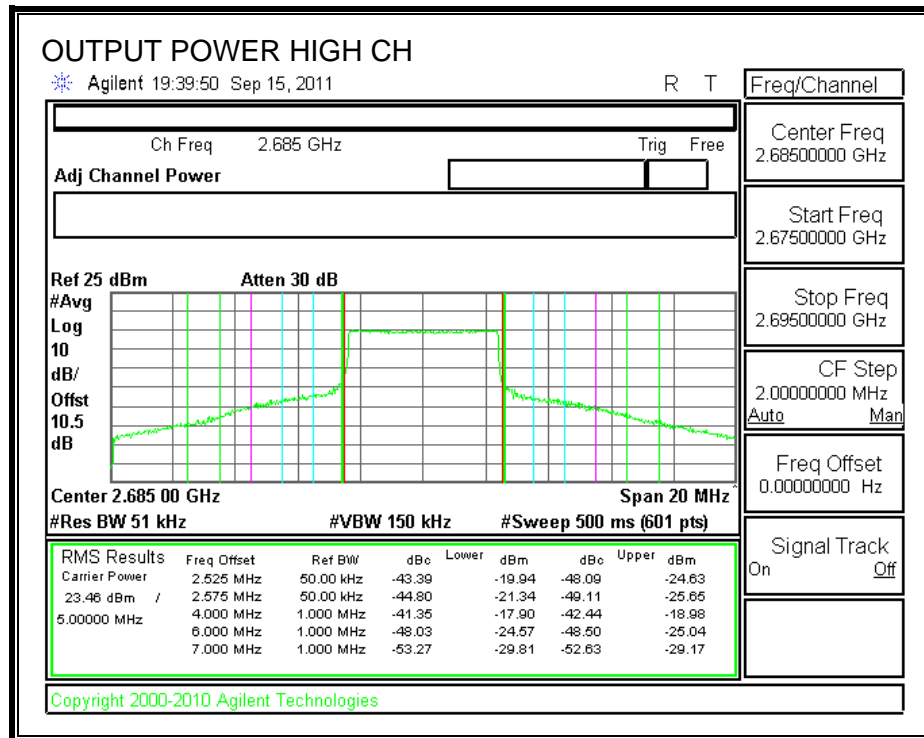 OUTPUT POWER HIGH CH
Agilent 19:39:50 Sep 15, 2011 R T
Freq/Channel
Ch Freq 2.685 GHz Trig Free
Adj Channel Power
Center Freq
2.68500000 GHz
Start Freq
2.67500000 GHz
Stop Freq
2.69500000 GHz
CF Step
2.00000000 MHz
Auto Man
Freq Offset
0.00000000 Hz
Signal Track
On Off
Ref 25 dBm Atten 30 dB
#Avg
Log
10
dB/
Offst
10.5
dB
Center 2.685 00 GHz Span 20 MHz^
#Res BW 51 kHz #VBW 150 kHz #Sweep 500 ms (601 pts)
RMS Results Freq Offset Ref BW dBc Lower dBm dBc Upper dBm
Carrier Power 2.525 MHz 50.00 kHz -43.39 -19.94 -48.09 -24.63
23.46 dBm / 2.575 MHz 50.00 kHz -44.80 -21.34 -49.11 -25.65
5.00000 MHz 4.000 MHz 1.000 MHz -41.35 -17.90 -42.44 -18.98
6.000 MHz 1.000 MHz -48.03 -24.57 -48.50 -25.04
7.000 MHz 1.000 MHz -53.27 -29.81 -52.63 -29.17
Copyright 2000-2010 Agilent Technologies